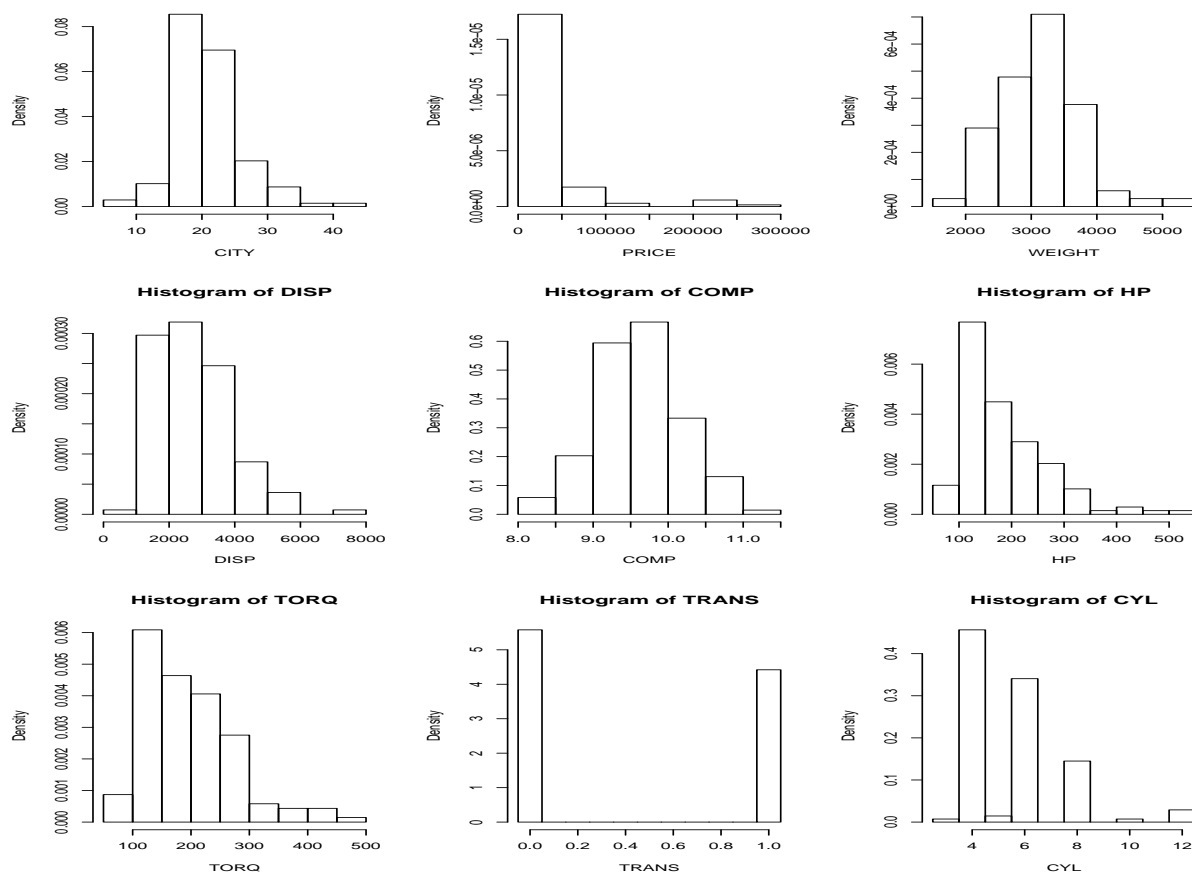 Density
0.00
0.02
0.04
0.06
0.08
10
20
30
40
CITY
Density
0.0e+00
5.0e-06
1.0e-05
1.5e-05
0
100000
200000
300000
PRICE
Density
0e+00
2e-04
4e-04
6e-04
2000
3000
4000
5000
WEIGHT
Histogram of DISP
Density
0.00000
0.00010
0.00020
0.00030
0
2000
4000
6000
8000
DISP
Histogram of COMP
Density
0.0
0.1
0.2
0.3
0.4
0.5
0.6
8.0
9.0
10.0
11.0
COMP
Histogram of HP
Density
0.000
0.002
0.004
0.006
100
200
300
400
500
HP
Histogram of TORQ
Density
0.000
0.001
0.002
0.003
0.004
0.005
0.006
100
200
300
400
500
TORQ
Histogram of TRANS
Density
0
1
2
3
4
5
0.0
0.2
0.4
0.6
0.8
1.0
TRANS
Histogram of CYL
Density
0.0
0.1
0.2
0.3
0.4
4
6
8
10
12
CYL